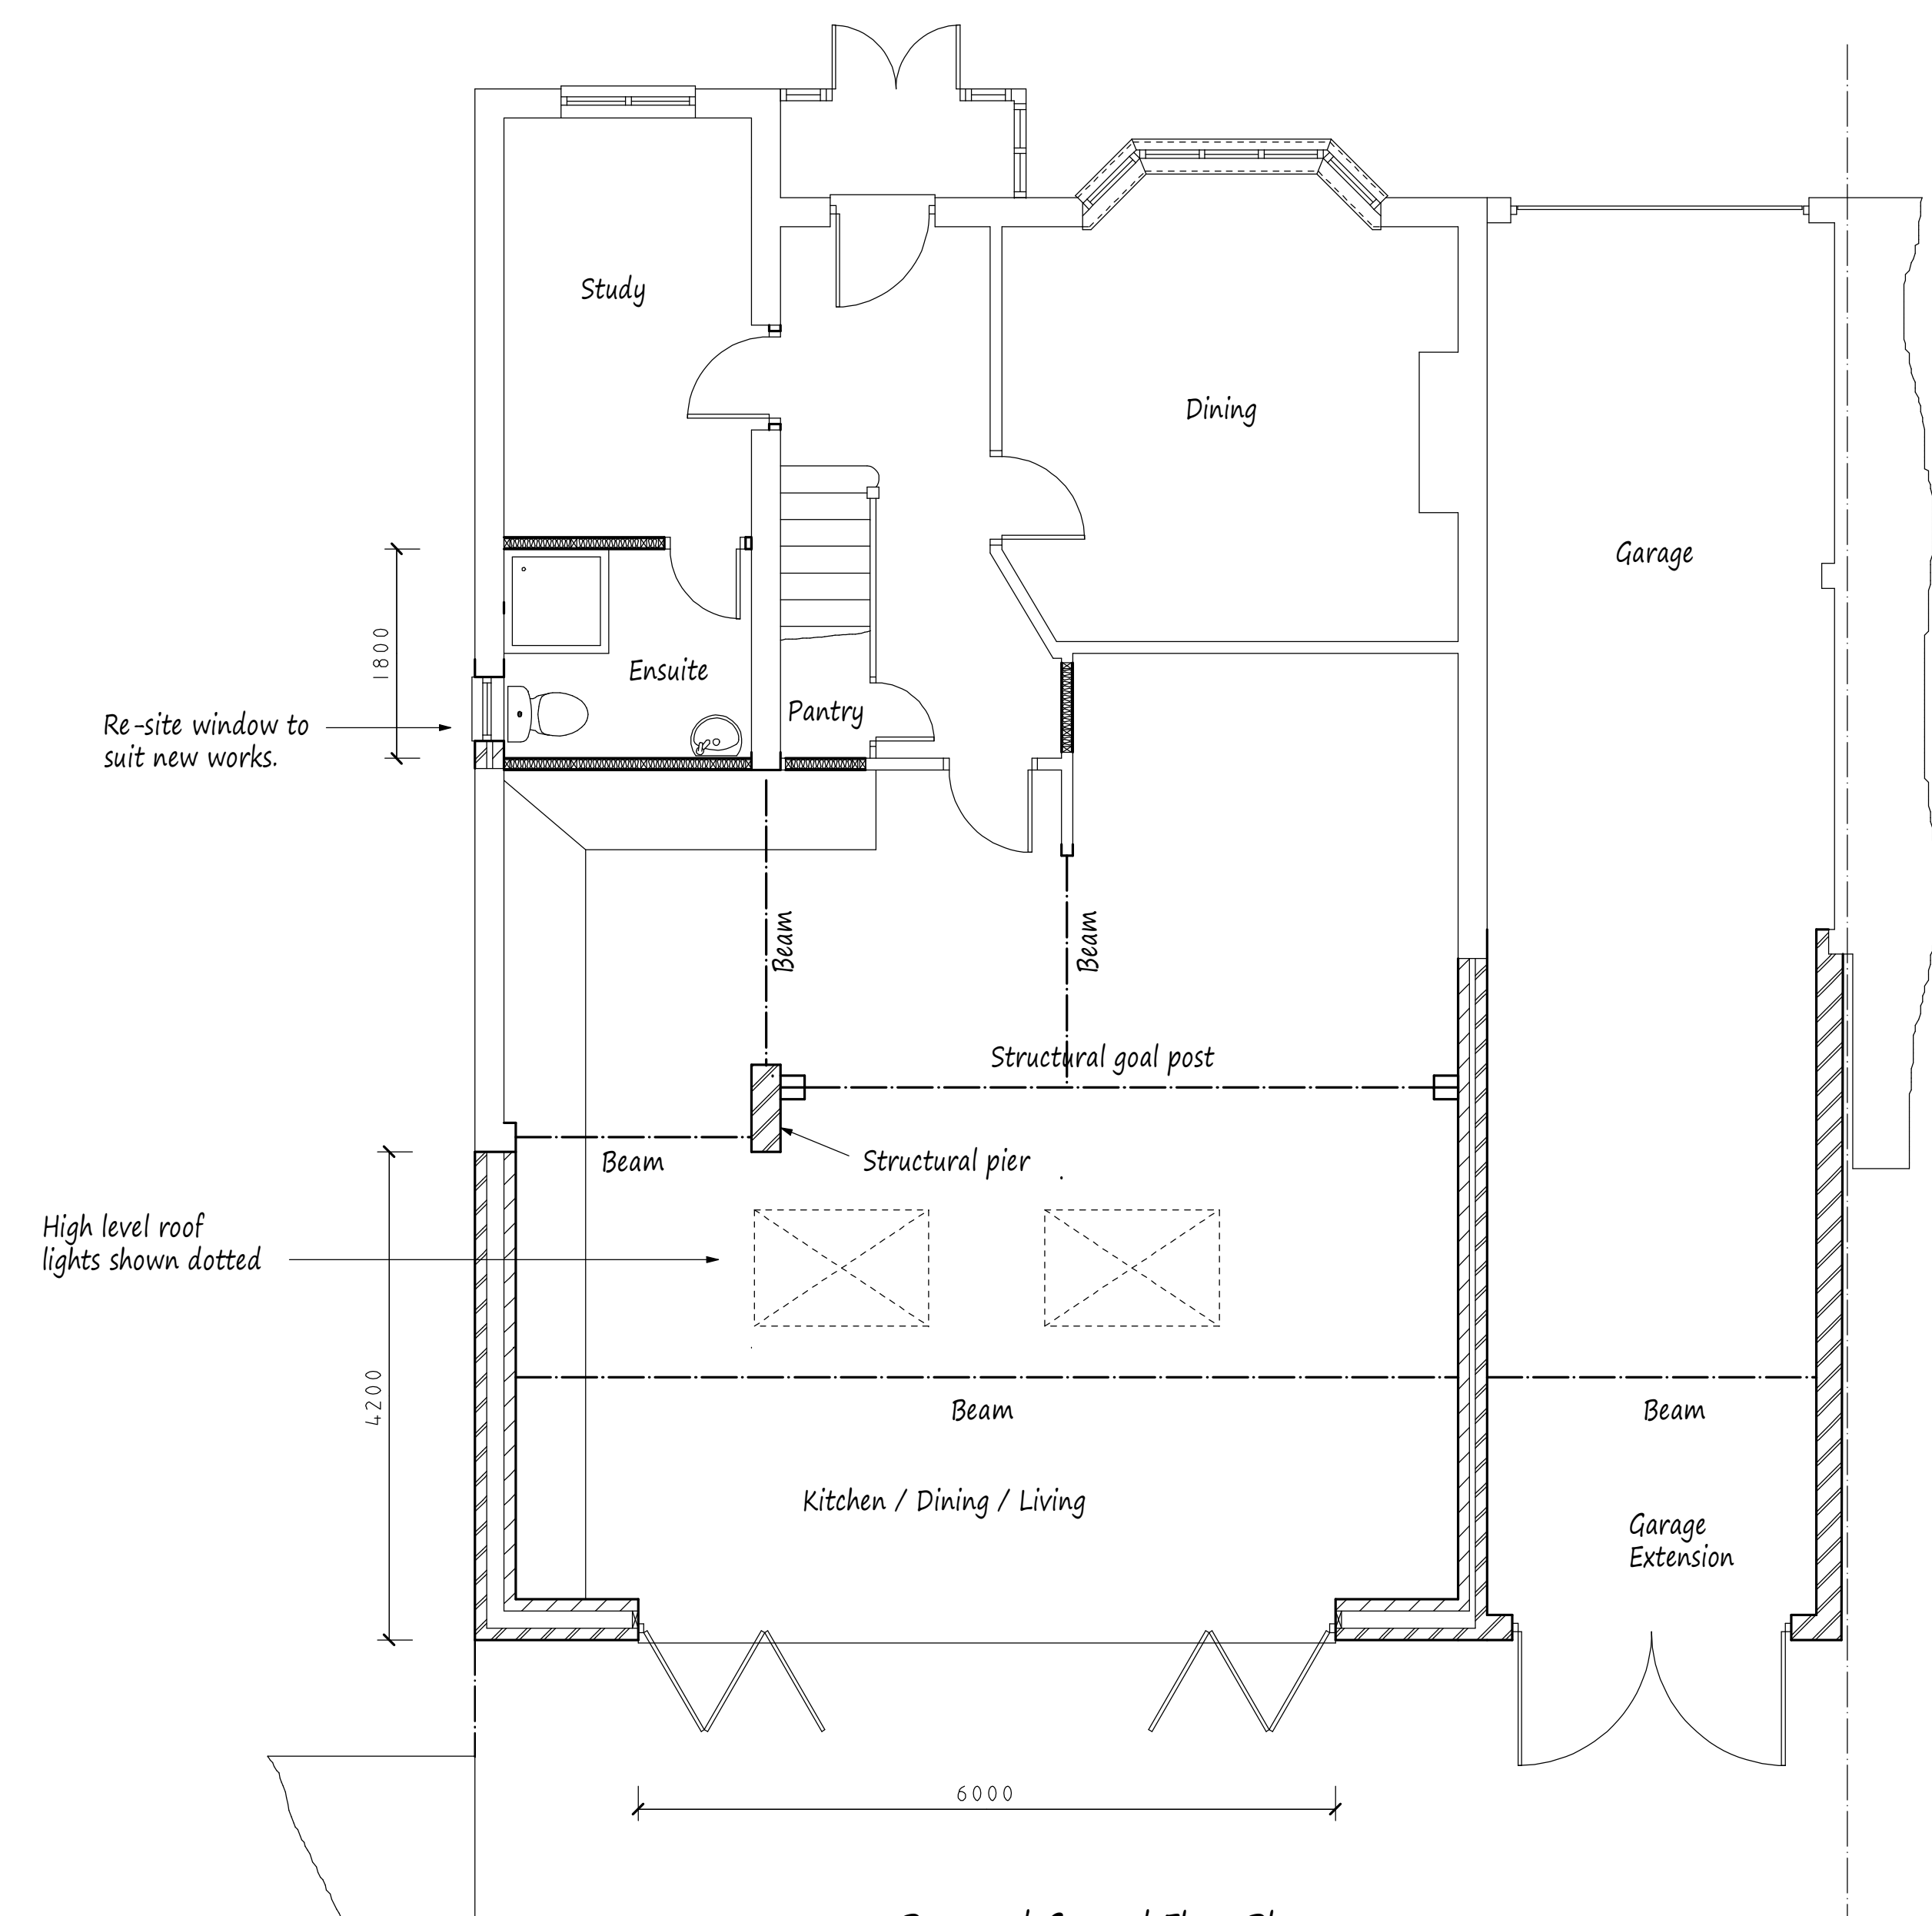 Study
Dining
Garage
1800
Ensuite
Pantry
Re-site window to
suit new works.
Beam
Beam
Structural goal post
Beam
Structural pier
High level roof
lights shown dotted
4200
Beam
Beam
Kitchen / Dining / Living
Garage
Extension
6000